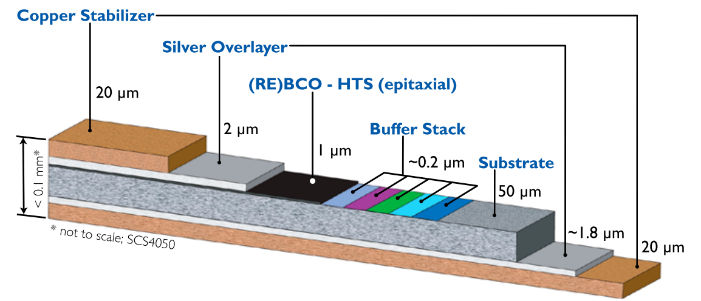 Copper Stabilizer
Silver Overlayer
(RE)BCO - HTS (epitaxial)
20 µm
2 µm
Buffer Stack
1 µm
~0.2 µm
Substrate
50 µm
< 0.1 mm*
~1.8 µm
20 µm
* not to scale; SCS4050